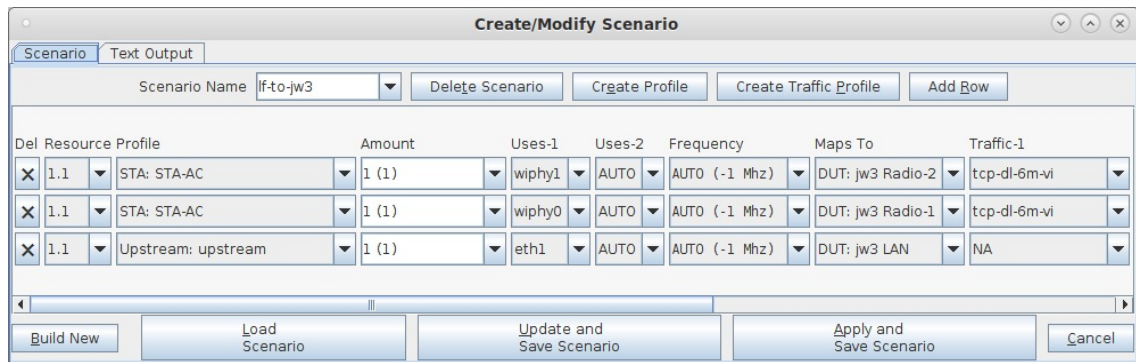 Create/Modify Scenario
Scenario Text Output
Scenario Name lf-to-jw3 Delete Scenario Create Profile Create Traffic Profile Add Row
Del Resource Profile Amount Uses-1 Uses-2 Frequency Maps To Traffic-1
X 1.1 STA: STA-AC 1 (1) wiphy1 AUTO AUTO (-1 Mhz) DUT: jw3 Radio-2 tcp-dl-6m-vi
X 1.1 STA: STA-AC 1 (1) wiphy0 AUTO AUTO (-1 Mhz) DUT: jw3 Radio-1 tcp-dl-6m-vi
X 1.1 Upstream: upstream 1 (1) eth1 AUTO AUTO (-1 Mhz) DUT: jw3 LAN NA
Build New Load Scenario Update and Save Scenario Apply and Save Scenario Cancel